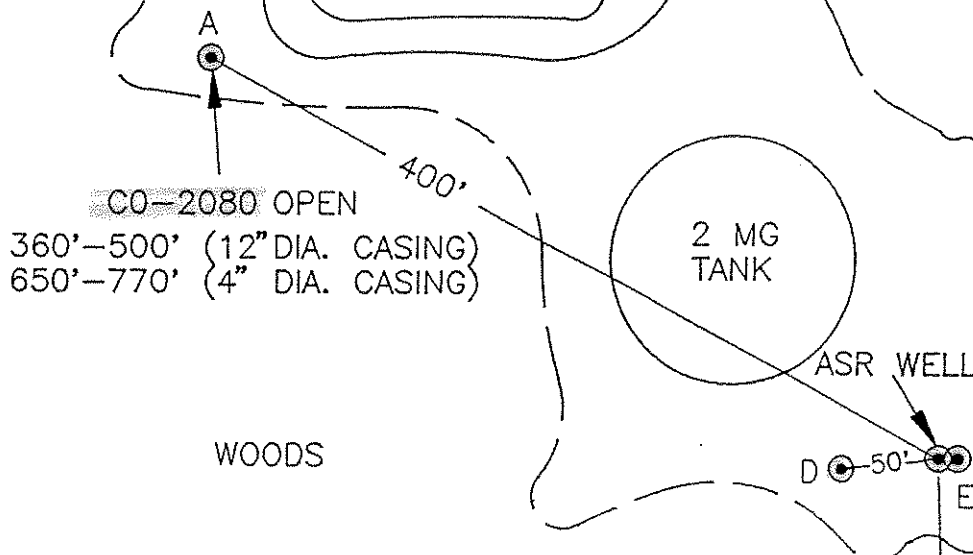 A
400'
CO-2080 OPEN
360'-500' (12" DIA. CASING)
650'-770' (4" DIA. CASING)
2 MG
TANK
ASR WELL
WOODS
D
50'
E